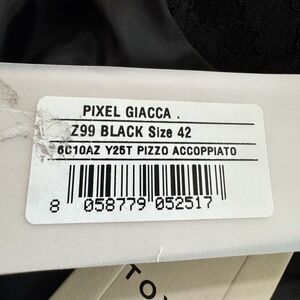 PIXEL GIACCA .
Z99 BLACK Size 42
6C10AZ Y25T PIZZO ACCOPPIATO
8 058779 052517